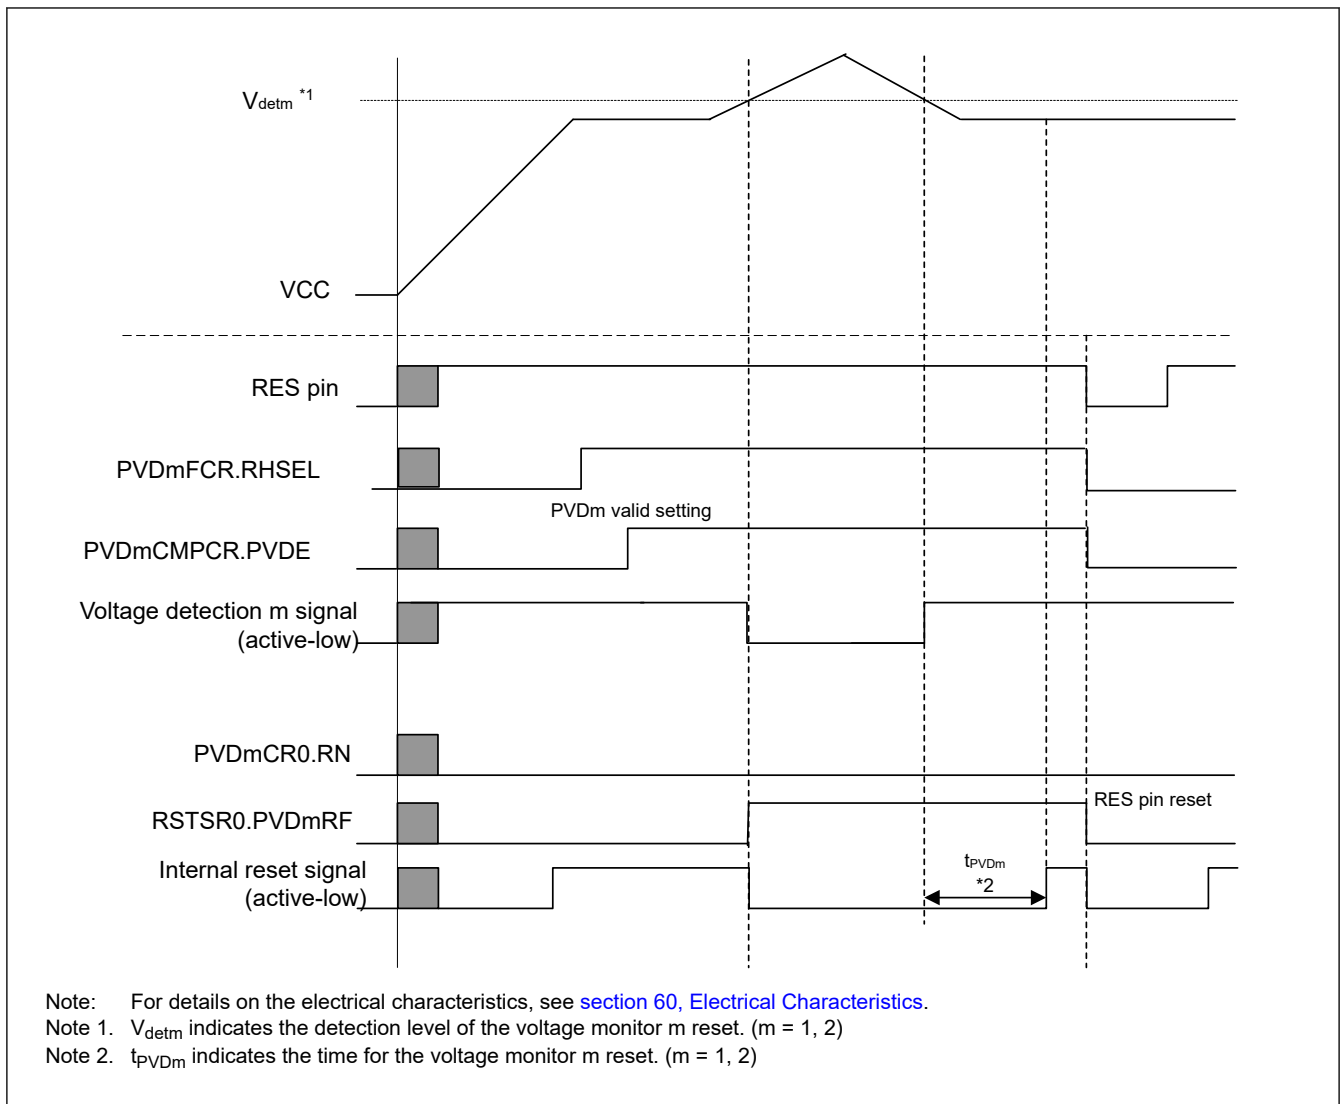 Vdetm *1
VCC
RES pin
PVDmFCR.RHSEL
PVDm valid setting
PVDmCMPCR.PVDE
Voltage detection m signal
(active-low)
PVDmCR0.RN
RES pin reset
RSTSR0.PVDmRF
Internal reset signal
(active-low)
tPVDm
*2
Note: For details on the electrical characteristics, see section 60, Electrical Characteristics.
Note 1. Vdetm indicates the detection level of the voltage monitor m reset. (m = 1, 2)
Note 2. tPVDm indicates the time for the voltage monitor m reset. (m = 1, 2)